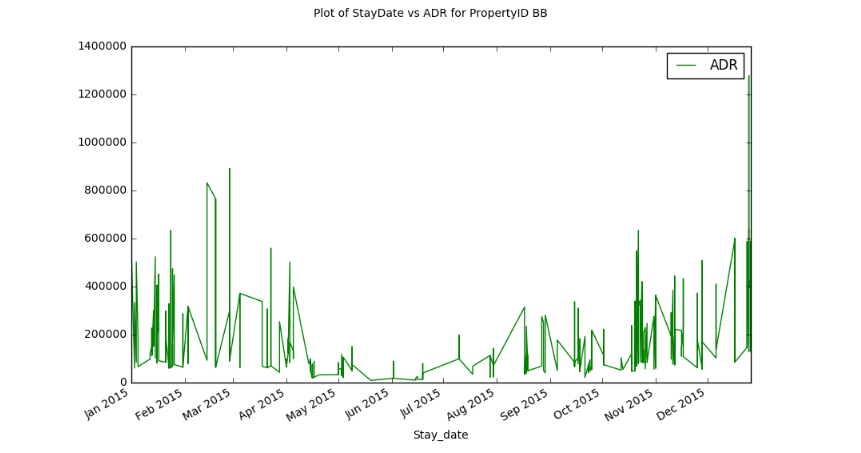 Plot of StayDate vs ADR for PropertyID BB
1400000
1200000
1000000
800000
600000
400000
200000
0
ADR
Jan 2015
Feb 2015
Mar 2015
Apr 2015
May 2015
Jun 2015
Jul 2015
Aug 2015
Sep 2015
Oct 2015
Nov 2015
Dec 2015
Stay_date